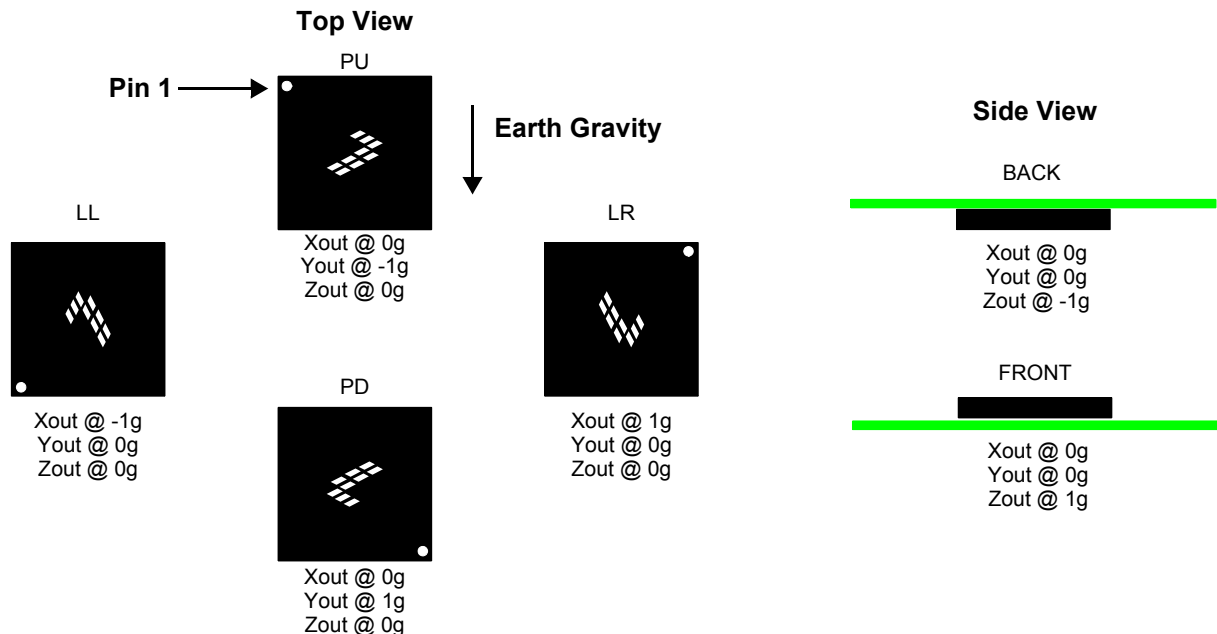 Top View
PU
Pin 1
Earth Gravity
Xout @ 0g
Yout @ -1g
Zout @ 0g
LL
Xout @ -1g
Yout @ 0g
Zout @ 0g
LR
Xout @ 1g
Yout @ 0g
Zout @ 0g
PD
Xout @ 0g
Yout @ 1g
Zout @ 0g
Side View
BACK
Xout @ 0g
Yout @ 0g
Zout @ -1g
FRONT
Xout @ 0g
Yout @ 0g
Zout @ 1g